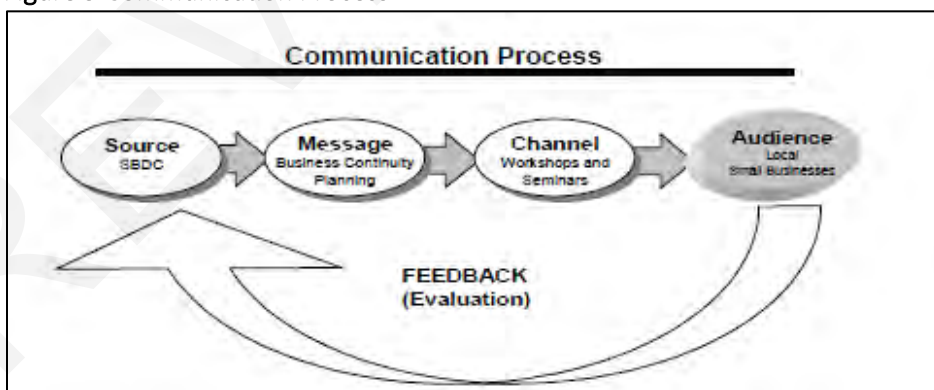 Communication Process
Source
SBDC
Message
Business Continuity
Planning
Channel
Workshops and
Seminars
Audience
Local
Small Businesses
FEEDBACK
(Evaluation)